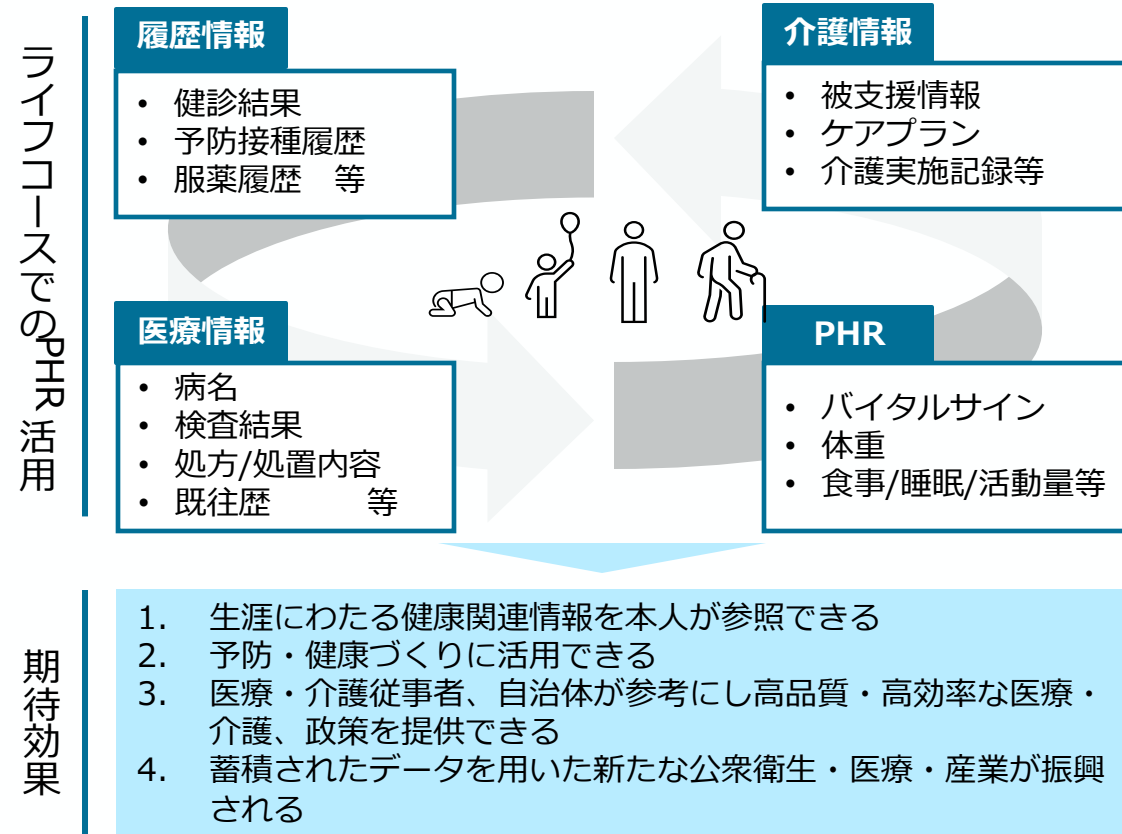 ライフコースでのPHR活用
履歴情報
• 健診結果
• 予防接種履歴
• 服薬履歴　等
介護情報
• 被支援情報
• ケアプラン
• 介護実施記録等
医療情報
• 病名
• 検査結果
• 処方/処置内容
• 既往歴　　　等
PHR
• バイタルサイン
• 体重
• 食事/睡眠/活動量等
期待効果
1. 生涯にわたる健康関連情報を本人が参照できる
2. 予防・健康づくりに活用できる
3. 医療・介護従事者、自治体が参考にし高品質・高効率な医療・
介護、政策を提供できる
4. 蓄積されたデータを用いた新たな公衆衛生・医療・産業が振興
される